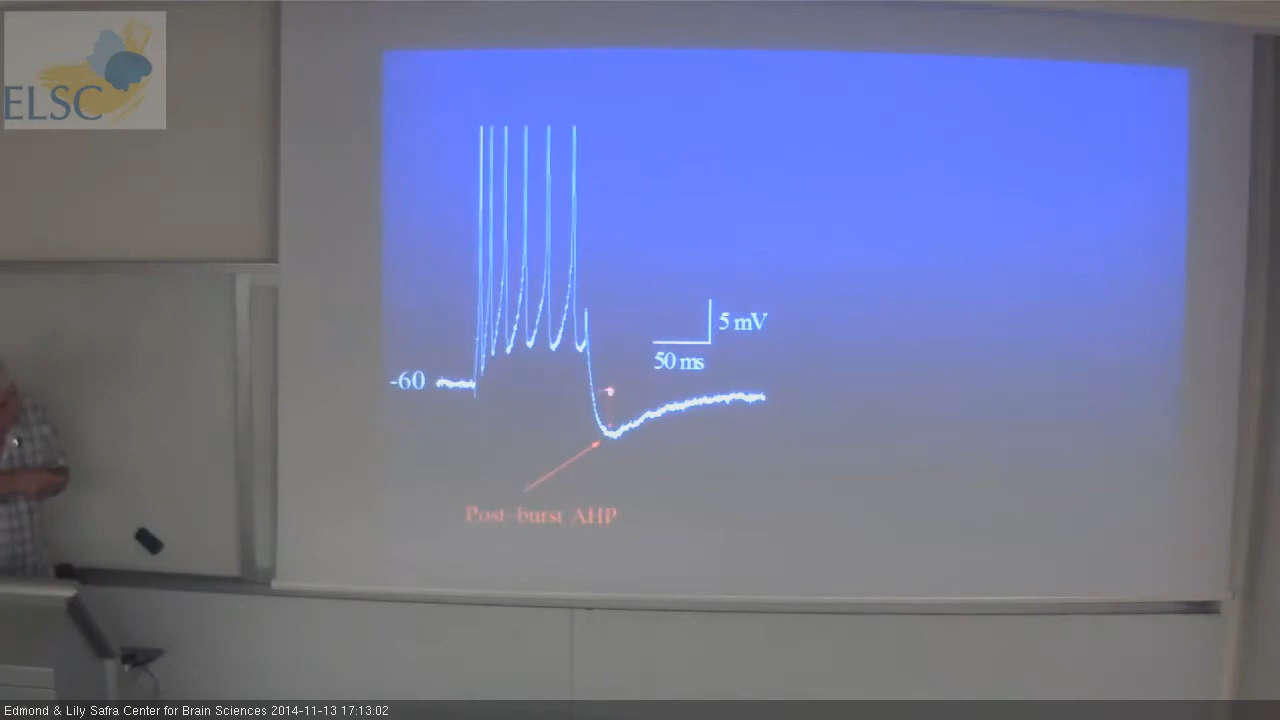 ELSC
5 mV
50 ms
-60
Post-burst AHP
Edmond & Lily Safra Center for Brain Sciences 2014-11-13 17:13:02